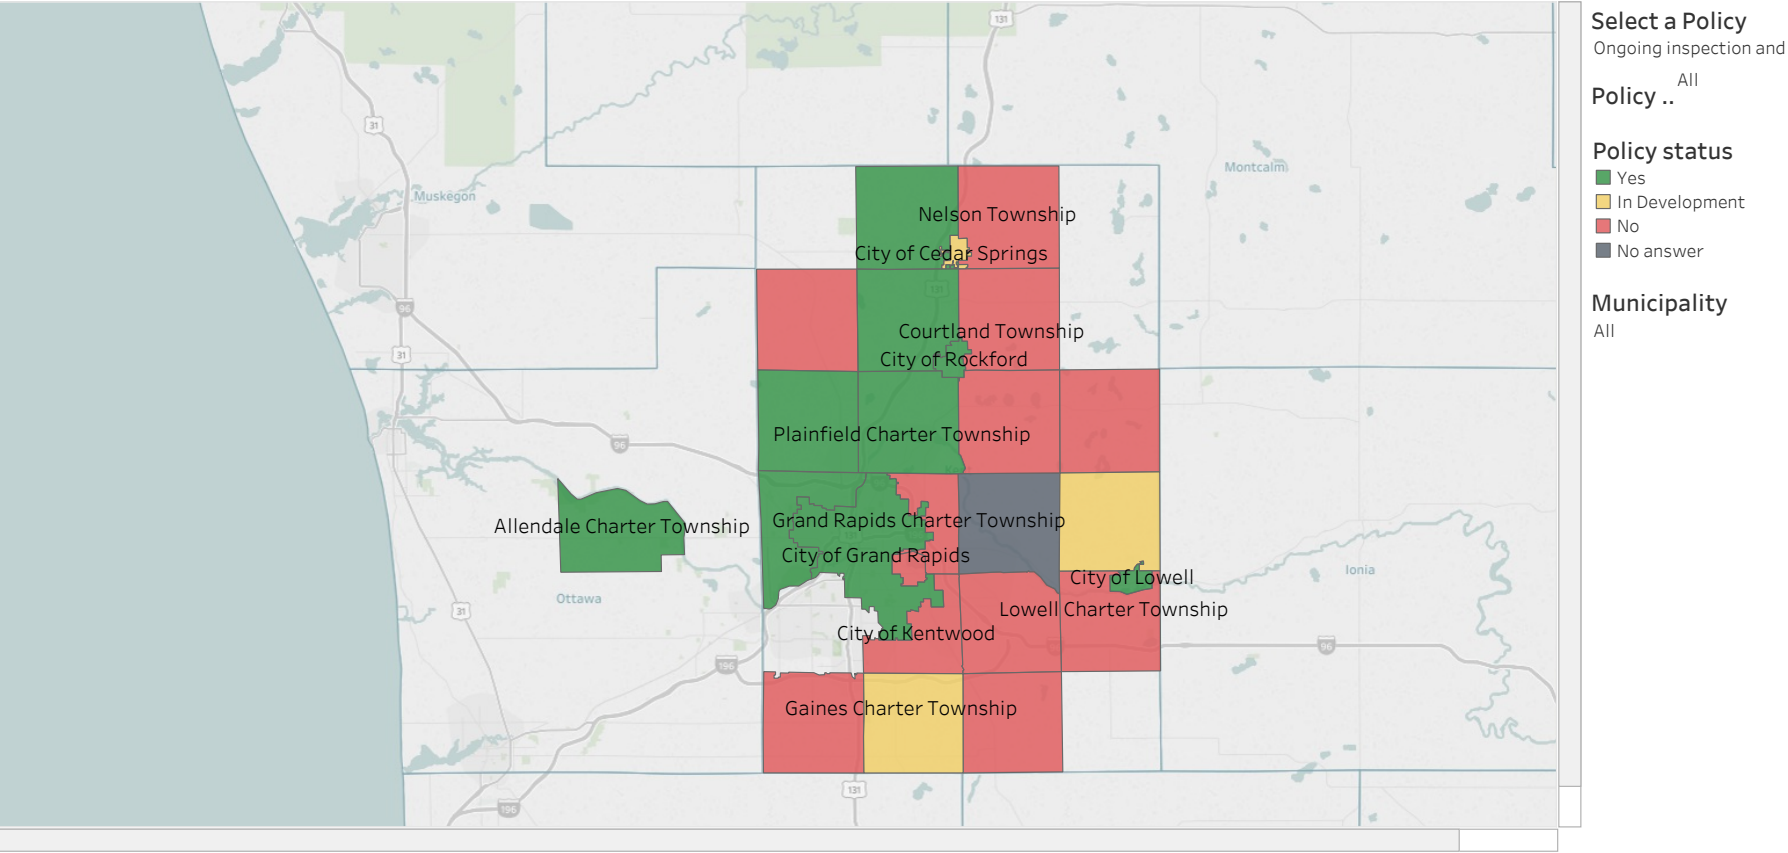 Select a Policy
Ongoing inspection and
All
Policy ..
Policy status
Yes
In Development
No
No answer
Municipality
All
131
31
Montcalm
Muskegon
Nelson Township
City of Cedar Springs
131
96
31
Courtland Township
City of Rockford
96
Plainfield Charter Township
Grand Rapids Charter Township
Allendale Charter Township
City of Grand Rapids
Ionia
City of Lowell
Ottawa
31
Lowell Charter Township
City of Kentwood
96
196
Gaines Charter Township
131
196